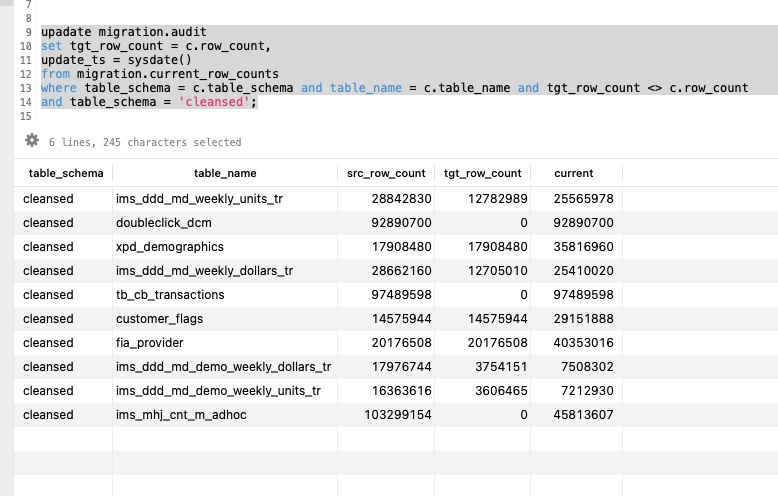 7
8
9 upadate migration.audit
10 set tgt_row_count = c.row_count,
11 update_ts = sysdate()
12 from migration.current_row_counts
13 where table_schema = c.table_schema and table_name = c.table_name and tgt_row_count <> c.row_count
14 and table_schema = 'cleansed';
15
6 lines, 245 characters selected
table_schema table_name src_row_count tgt_row_count current
cleansed ims_ddd_md_weekly_units_tr 28842830 12782989 25565978
cleansed doubleclick_dcm 92890700 0 92890700
cleansed xpd_demographics 17908480 17908480 35816960
cleansed ims_ddd_md_weekly_dollars_tr 28662160 12705010 25410020
cleansed tb_cb_transactions 97489598 0 97489598
cleansed customer_flags 14575944 14575944 29151888
cleansed fia_provider 20176508 20176508 40353016
cleansed ims_ddd_md_demo_weekly_dollars_tr 17976744 3754151 7508302
cleansed ims_ddd_md_demo_weekly_units_tr 16363616 3606465 7212930
cleansed ims_mhj_cnt_m_adhoc 103299154 0 45813607